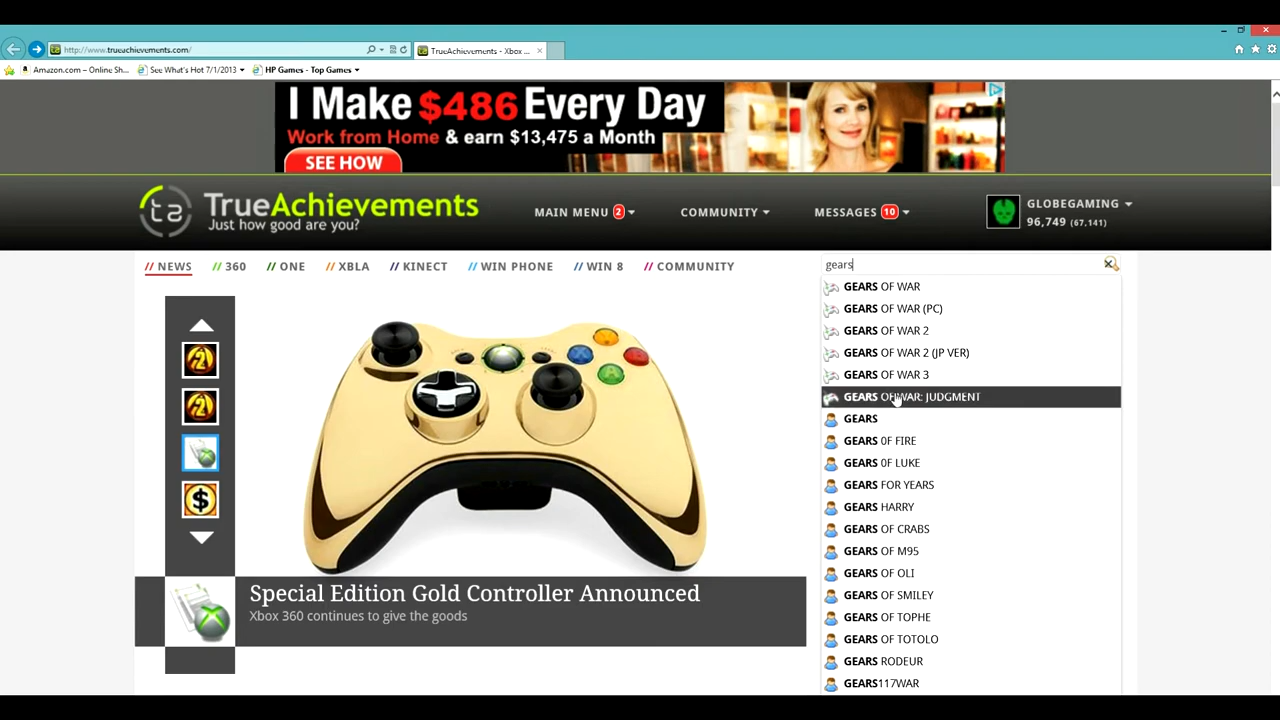 http://www.trueachievements.com/
TrueAchievements - Xbox ...
Amazon.com – Online Sh...
See What's Hot 7/1/2013
HP Games - Top Games
I Make $486 Every Day
Work from Home & earn $13,475 a Month
SEE HOW
ta
TrueAchievements
Just how good are you?
MAIN MENU 2
COMMUNITY
MESSAGES 10
GLOBEGAMING
96,749 (67,141)
// NEWS
// 360
// ONE
// XBLA
// KINECT
// WIN PHONE
// WIN 8
// COMMUNITY
gears
GEARS OF WAR
GEARS OF WAR (PC)
GEARS OF WAR 2
GEARS OF WAR 2 (JP VER)
GEARS OF WAR 3
GEARS OF WAR: JUDGMENT
GEARS
GEARS 0F FIRE
GEARS 0F LUKE
GEARS FOR YEARS
GEARS HARRY
GEARS OF CRABS
GEARS OF M95
GEARS OF OLI
GEARS OF SMILEY
GEARS OF TOPHE
GEARS OF TOTOLO
GEARS RODEUR
GEARS117WAR
X
Y
B
A
$
Special Edition Gold Controller Announced
Xbox 360 continues to give the goods